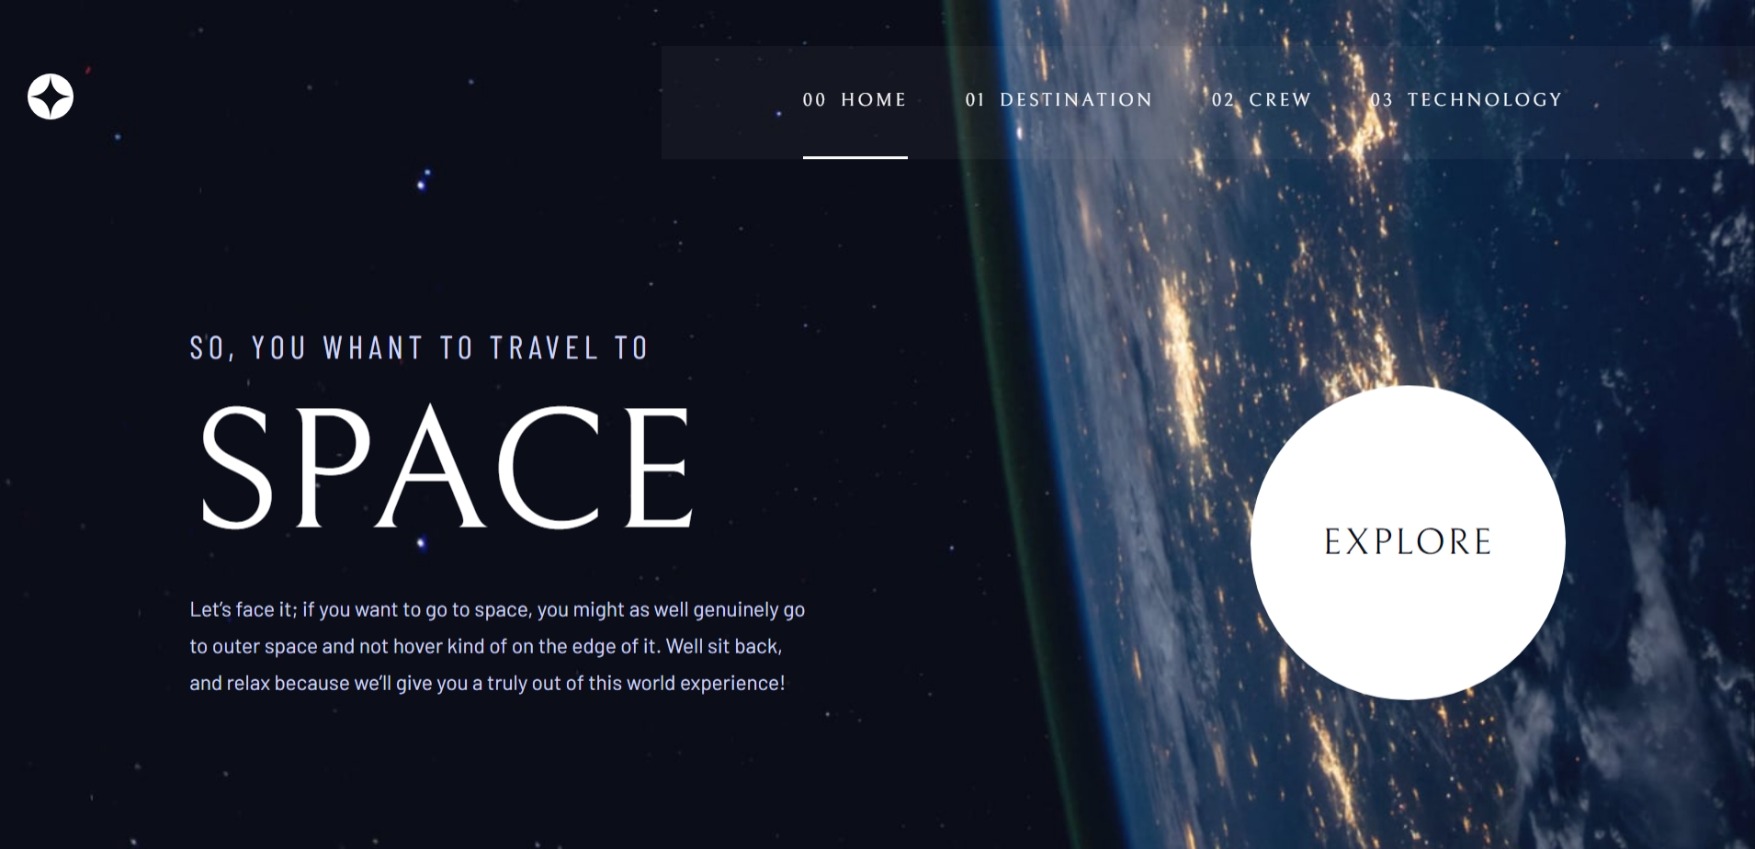 00 HOME 01 DESTINATION 02 CREW 03 TECHNOLOGY
SO, YOU WHANT TO TRAVEL TO
SPACE
EXPLORE
Let's face it; if you want to go to space, you might as well genuinely go
to outer space and not hover kind of on the edge of it. Well sit back,
and relax because we'll give you a truly out of this world experience!